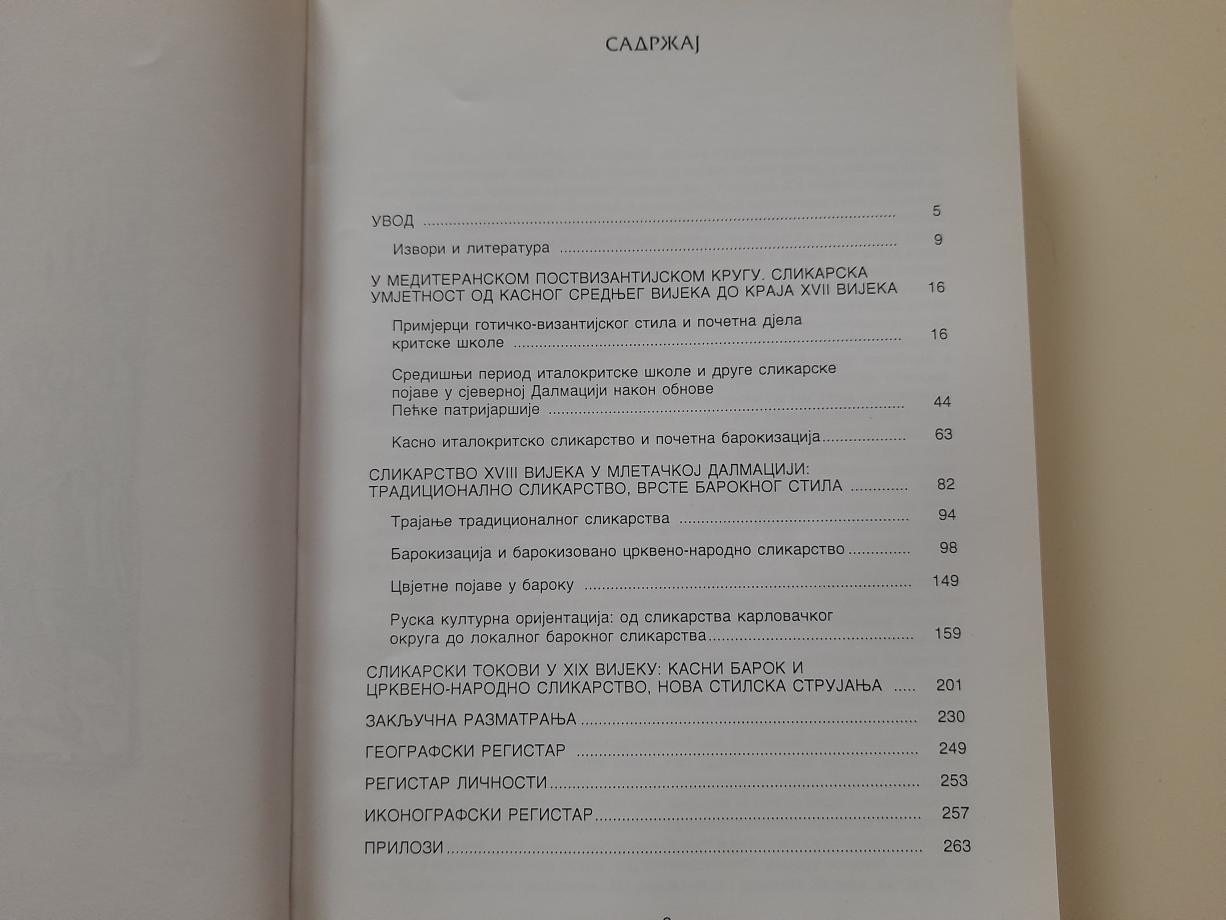 САДРЖАЈ
УВОД ........ 5
Извори и литература ........ 9
У МЕДИТЕРАНСКОМ ПОСТВИЗАНТИЈСКОМ КРУГУ. СЛИКАРСКА
УМЈЕТНОСТ ОД КАСНОГ СРЕДЊЕГ ВИЈЕКА ДО КРАЈА XVII ВИЈЕКА 16
Примјерци готичко-византијског стила и почетна дјела
критске школе ........ 16
Средишњи период италокритске школе и друге сликарске
појаве у сјеверној Далмацији након обнове
Пећке патријаршије ........ 44
Касно италокритско сликарство и почетна барокизација ........ 63
СЛИКАРСТВО XVIII ВИЈЕКА У МЛЕТАЧКОЈ ДАЛМАЦИЈИ:
ТРАДИЦИОНАЛНО СЛИКАРСТВО, ВРСТЕ БАРОКНОГ СТИЛА ........ 82
Трајање традиционалног сликарства ........ 94
Барокизација и барокизовано црквено-народно сликарство ........ 98
Цвјетне појаве у бароку ........ 149
Руска културна оријентација: од сликарства карловачког
округа до локалног барокног сликарства ........ 159
СЛИКАРСКИ ТОКОВИ У XIX ВИЈЕКУ: КАСНИ БАРОК И
ЦРКВЕНО-НАРОДНО СЛИКАРСТВО, НОВА СТИЛСКА СТРУЈАЊА ..... 201
ЗАКЉУЧНА РАЗМАТРАЊА ........ 230
ГЕОГРАФСКИ РЕГИСТАР ........ 249
РЕГИСТАР ЛИЧНОСТИ ........ 253
ИКОНОГРАФСКИ РЕГИСТАР ........ 257
ПРИЛОЗИ ........ 263